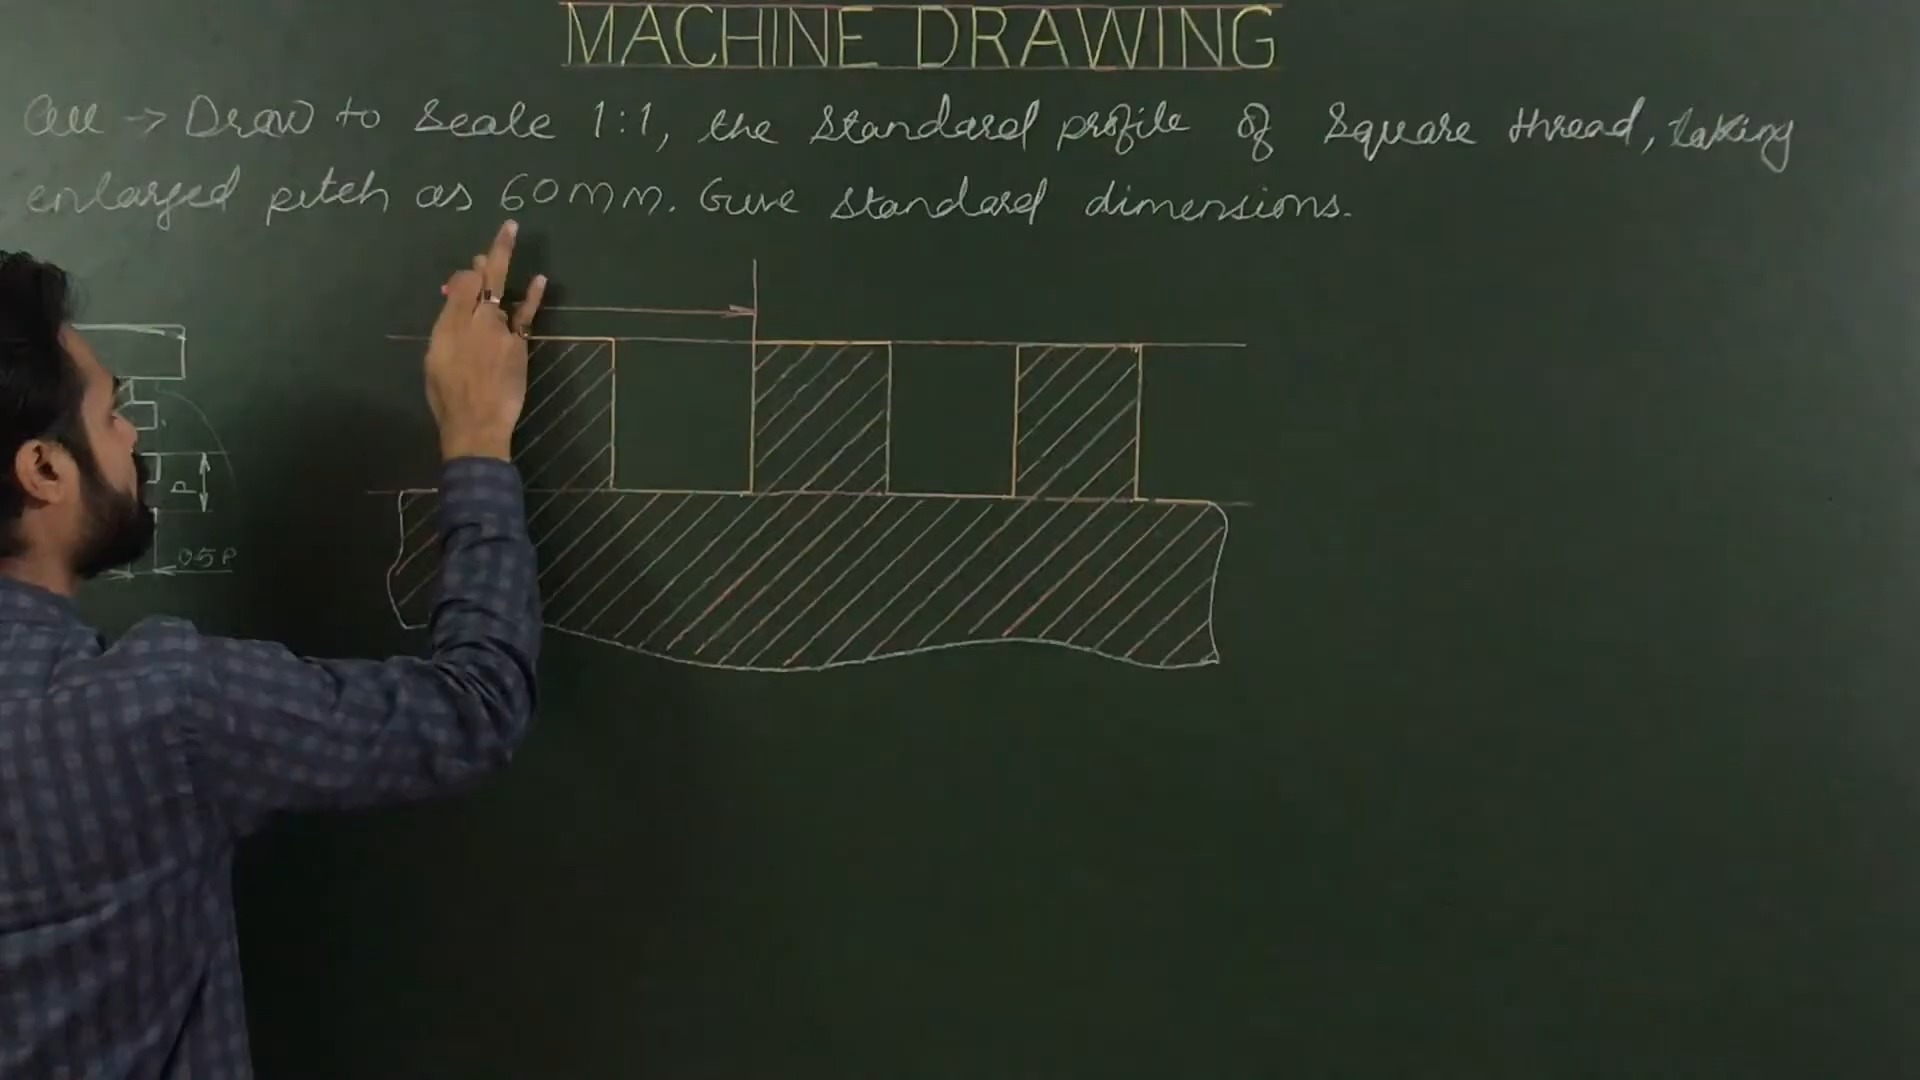 MACHINE DRAWING
Que → Draw to Scale 1:1, the Standard profile of Square thread, taking
enlarged pitch as 60mm. Give standard dimensions.
P
0.5P